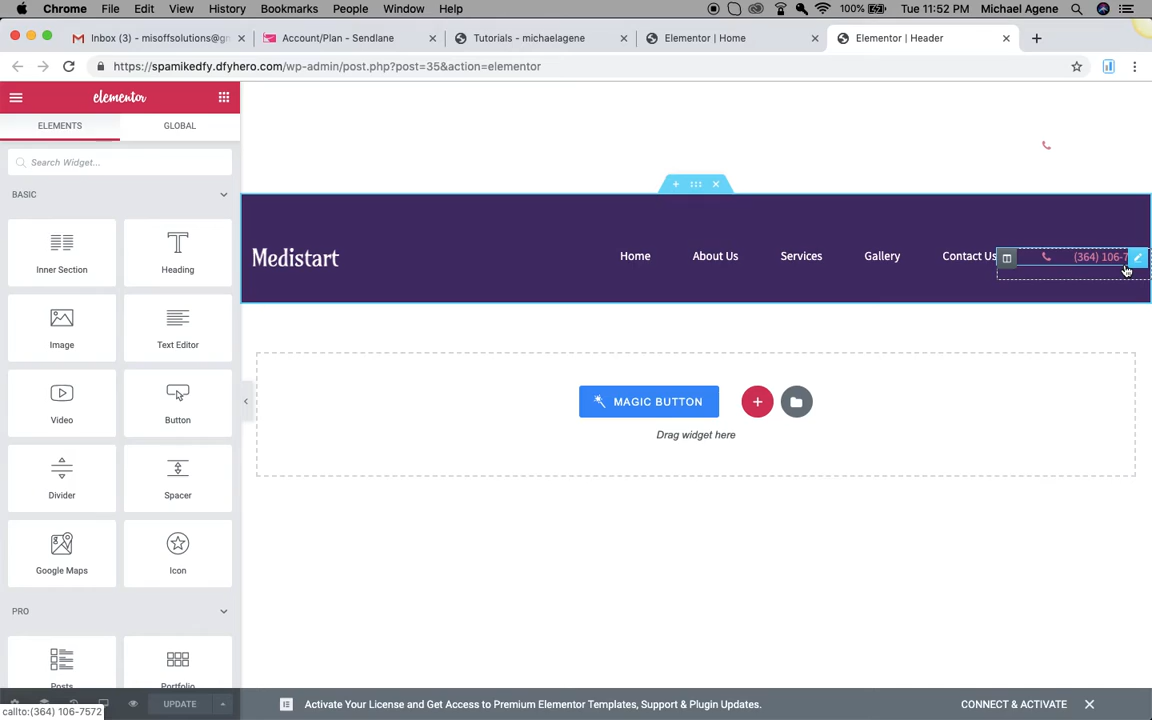 Chrome File Edit View History Bookmarks People Window Help 100% Tue 11:52 PM Michael Agene
Inbox (3) - misoffsolutions@gm
Account/Plan - Sendlane
Tutorials - michaelagene
Elementor | Home
Elementor | Header
https://spamikedfy.dfyhero.com/wp-admin/post.php?post=35&action=elementor
elementor
ELEMENTS GLOBAL
Search Widget...
BASIC
Inner Section Heading
Image Text Editor
Video Button
Divider Spacer
Google Maps Icon
PRO
Posts Portfolio
UPDATE
callto:(364) 106-7572
Medistart
Home About Us Services Gallery Contact Us (364) 106-7
MAGIC BUTTON
Drag widget here
Activate Your License and Get Access to Premium Elementor Templates, Support & Plugin Updates. CONNECT & ACTIVATE